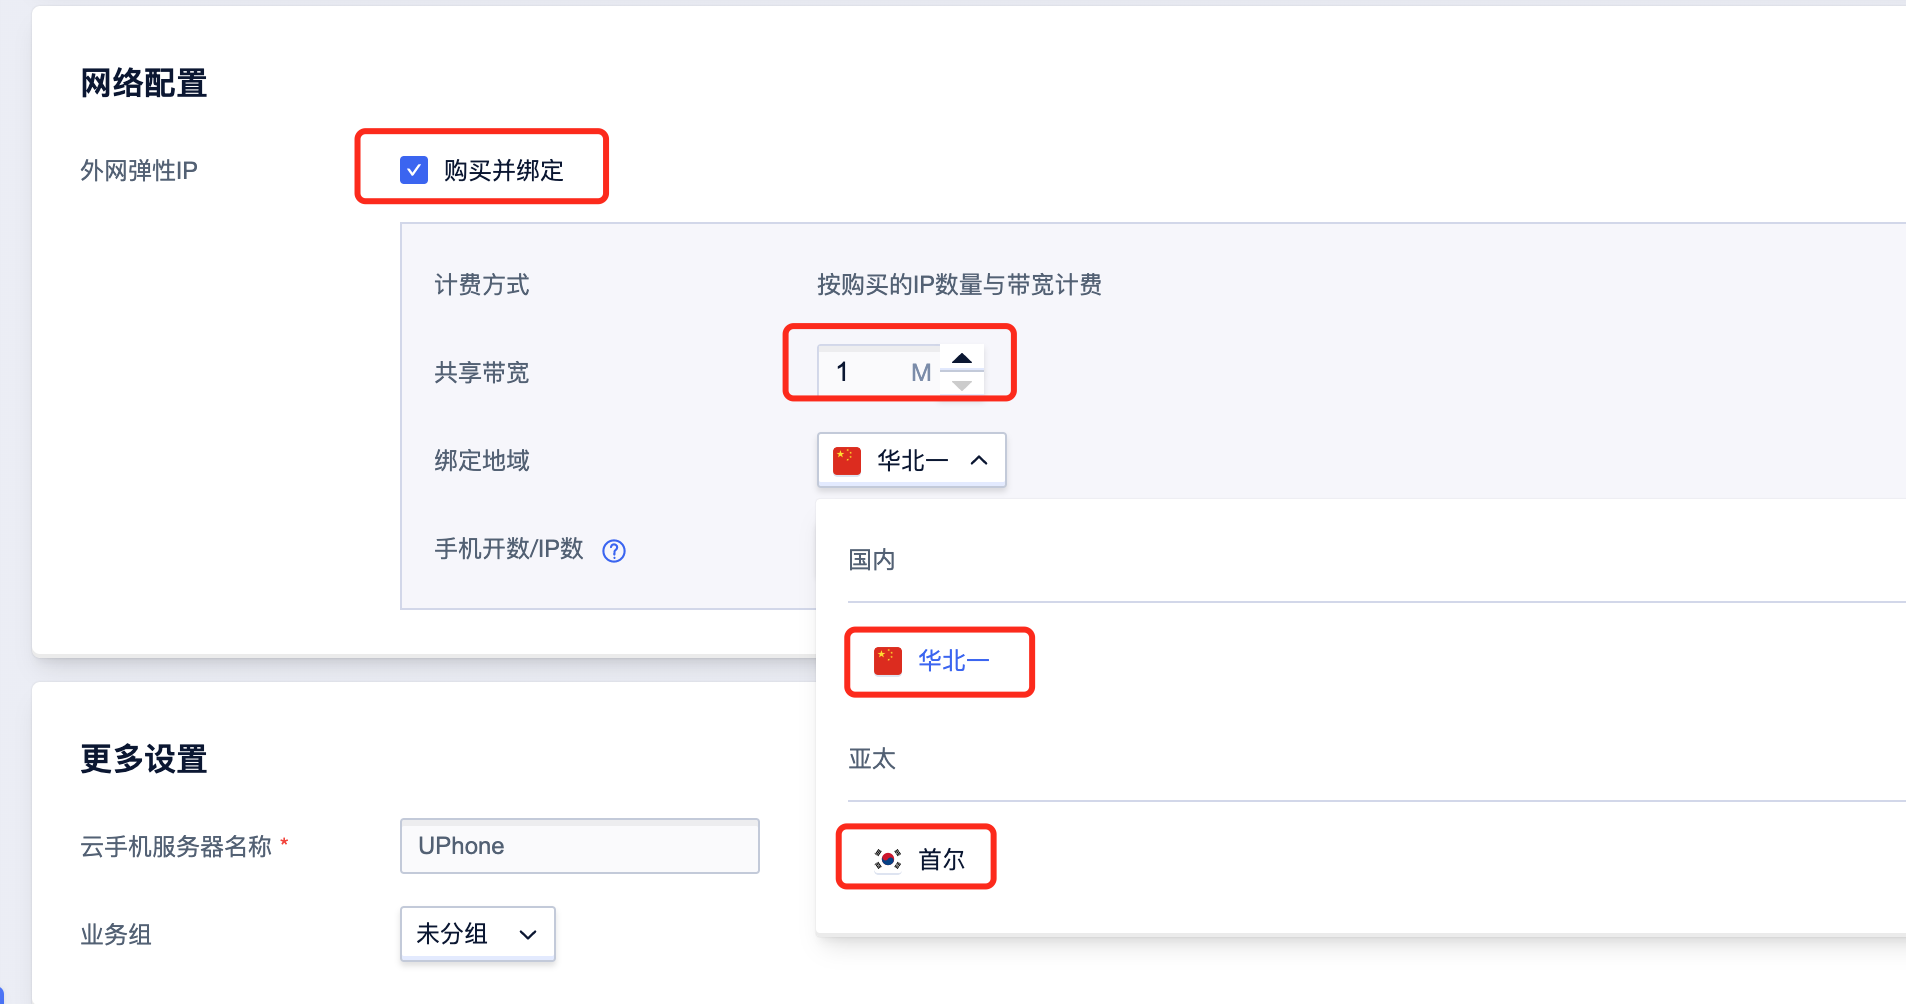 网络配置
外网弹性IP
购买并绑定
计费方式
按购买的IP数量与带宽计费
共享带宽
1 M
绑定地域
华北一
手机开数/IP数 ?
国内
华北一
亚太
首尔
更多设置
云手机服务器名称 *
UPhone
业务组
未分组